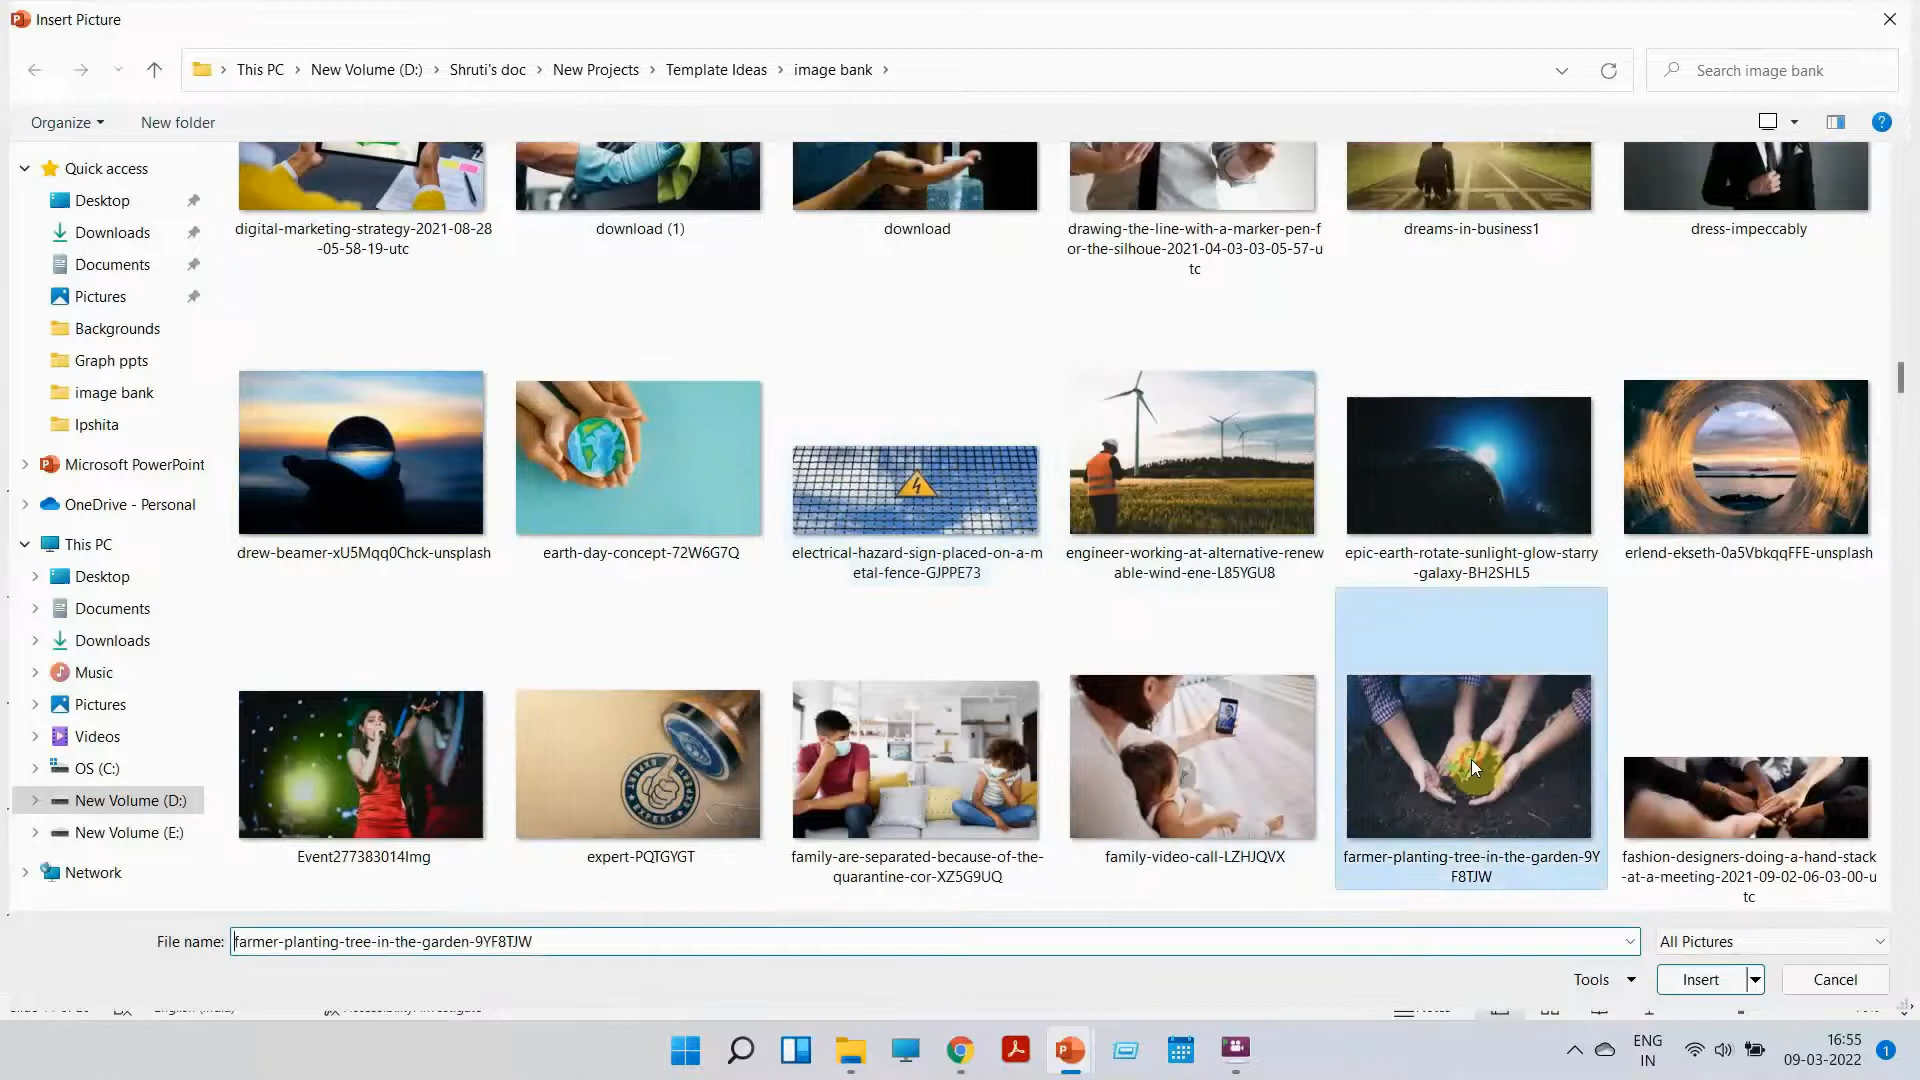 Insert Picture
This PC
New Volume (D:)
Shruti's doc
New Projects
Template Ideas
image bank
Search image bank
Organize
New folder
Quick access
Desktop
Downloads
Documents
Pictures
Backgrounds
Graph ppts
image bank
Ipshita
Microsoft PowerPoint
OneDrive - Personal
This PC
Desktop
Documents
Downloads
Music
Pictures
Videos
OS (C:)
New Volume (D:)
New Volume (E:)
Network
digital-marketing-strategy-2021-08-28
-05-58-19-utc
download (1)
download
drawing-the-line-with-a-marker-pen-f
or-the-silhoue-2021-04-03-03-05-57-u
tc
dreams-in-business1
dress-impeccably
drew-beamer-xU5Mqq0Chck-unsplash
earth-day-concept-72W6G7Q
electrical-hazard-sign-placed-on-a-m
etal-fence-GJPPE73
engineer-working-at-alternative-renew
able-wind-ene-L85YGU8
epic-earth-rotate-sunlight-glow-starry
-galaxy-BH2SHL5
erlend-ekseth-0a5VbkqqFFE-unsplash
EXPERT
Event277383014Img
expert-PQTGYGT
family-are-separated-because-of-the-
quarantine-cor-XZ5G9UQ
family-video-call-LZHJQVX
farmer-planting-tree-in-the-garden-9Y
F8TJW
fashion-designers-doing-a-hand-stack
-at-a-meeting-2021-09-02-06-03-00-u
tc
File name:
farmer-planting-tree-in-the-garden-9YF8TJW
All Pictures
Tools
Insert
Cancel
ENG
IN
16:55
09-03-2022
1